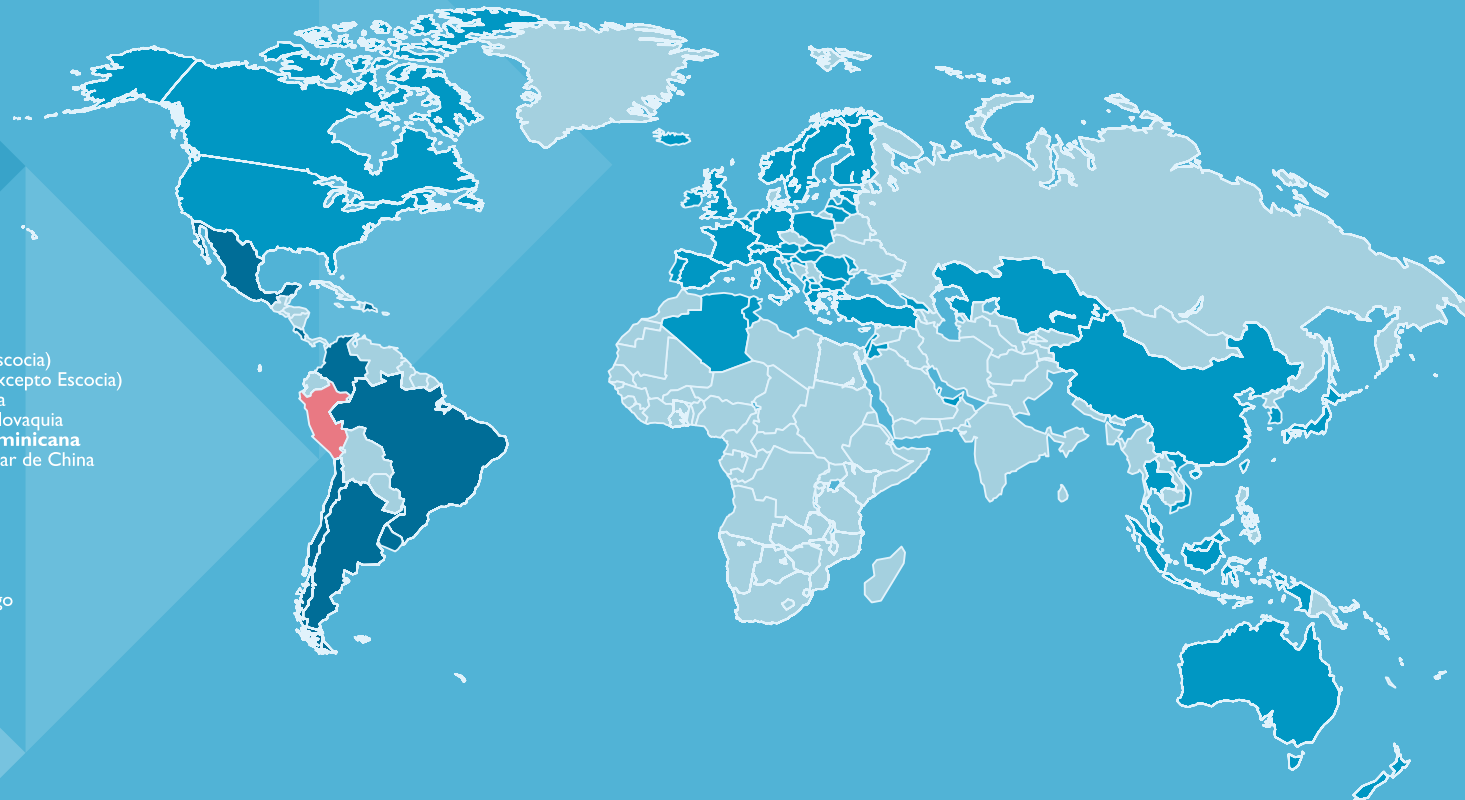 scocia)
xcepto Escocia)
a
lovaquia
minicana
ar de China
go